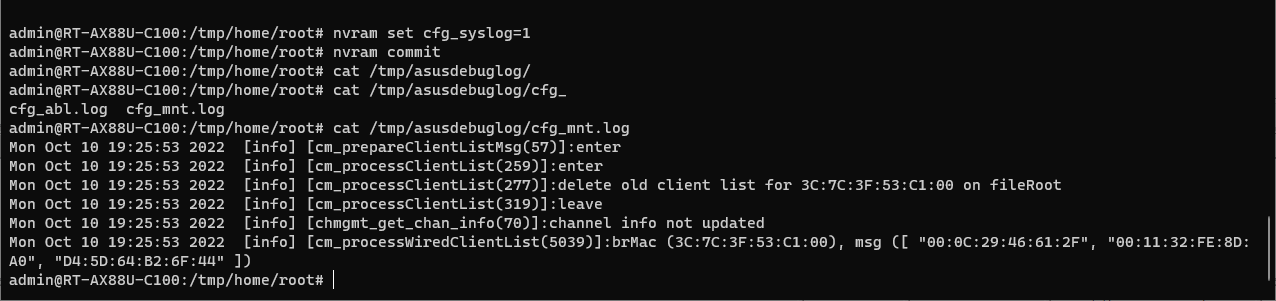 admin@RT-AX88U-C100:/tmp/home/root# nvram set cfg_syslog=1
admin@RT-AX88U-C100:/tmp/home/root# nvram commit
admin@RT-AX88U-C100:/tmp/home/root# cat /tmp/asusdebuglog/
admin@RT-AX88U-C100:/tmp/home/root# cat /tmp/asusdebuglog/cfg_
cfg_abl.log  cfg_mnt.log
admin@RT-AX88U-C100:/tmp/home/root# cat /tmp/asusdebuglog/cfg_mnt.log
Mon Oct 10 19:25:53 2022  [info] [cm_prepareClientListMsg(57)]:enter
Mon Oct 10 19:25:53 2022  [info] [cm_processClientList(259)]:enter
Mon Oct 10 19:25:53 2022  [info] [cm_processClientList(277)]:delete old client list for 3C:7C:3F:53:C1:00 on fileRoot
Mon Oct 10 19:25:53 2022  [info] [cm_processClientList(319)]:leave
Mon Oct 10 19:25:53 2022  [info] [chmgmt_get_chan_info(70)]:channel info not updated
Mon Oct 10 19:25:53 2022  [info] [cm_processWiredClientList(5039)]:brMac (3C:7C:3F:53:C1:00), msg ([ "00:0C:29:46:61:2F", "00:11:32:FE:8D:
A0", "D4:5D:64:B2:6F:44" ])
admin@RT-AX88U-C100:/tmp/home/root#